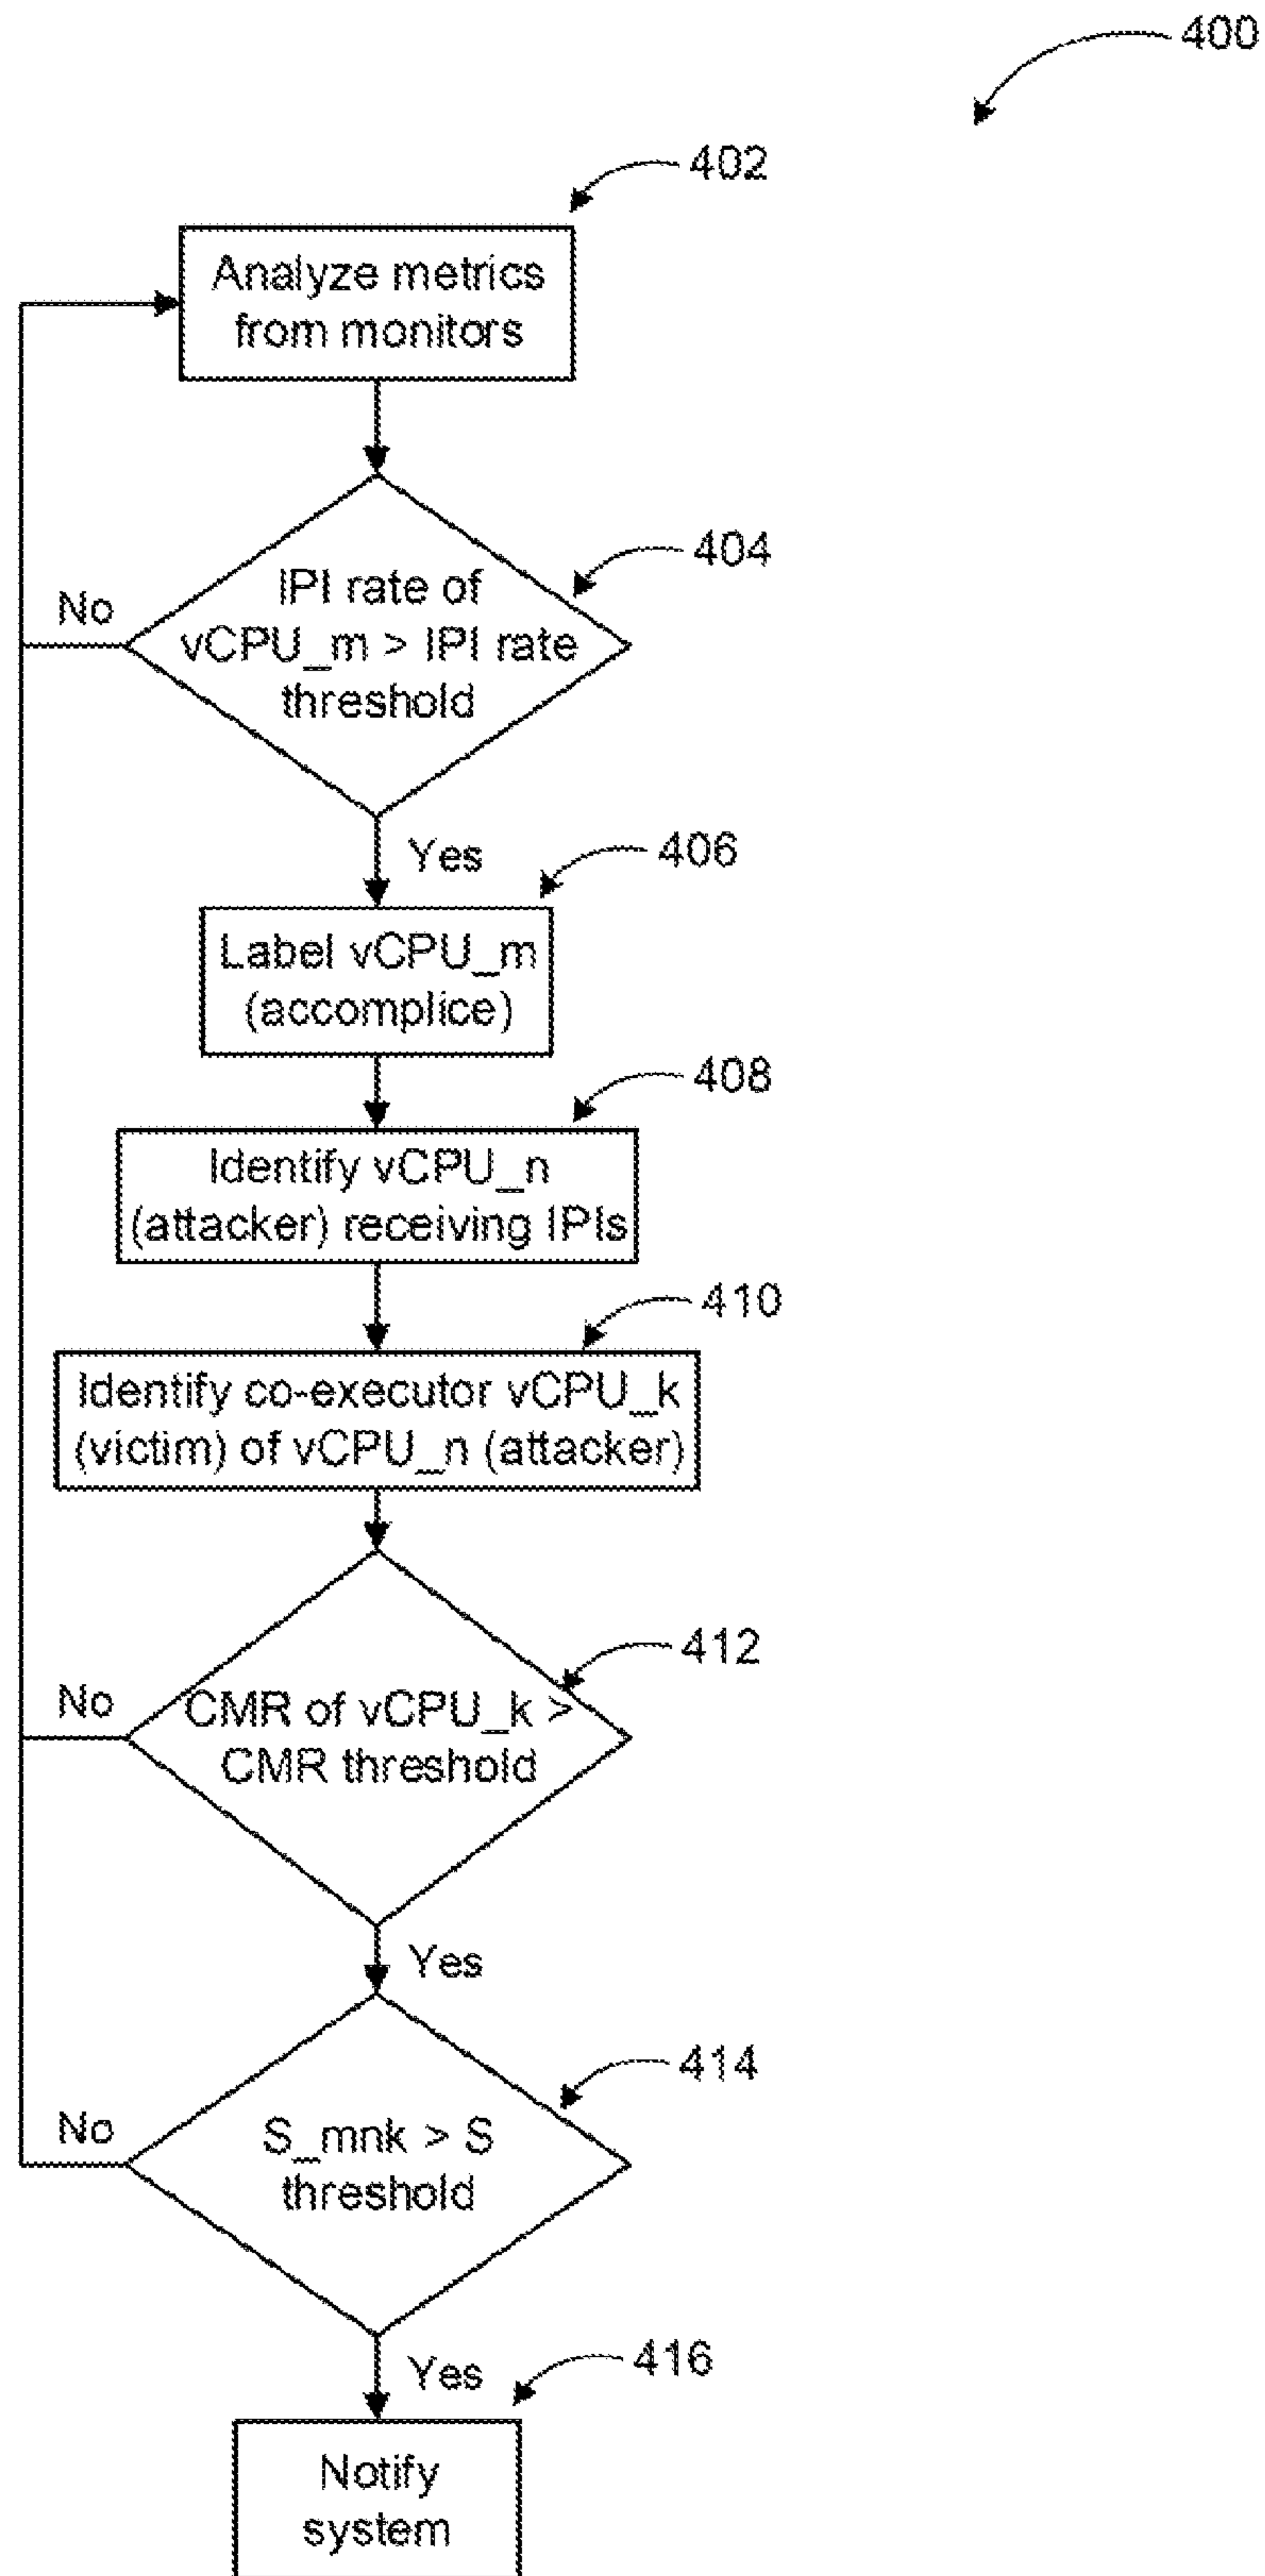 400
402
Analyze metrics
from monitors
404
IPI rate of
No
vCPU_m > IPI rate
threshold
Yes
406
Label vCPU_m
(accomplice)
408
Identify vCPU_n
(attacker) receiving IPIs
410
Identify co-executor vCPU_k
(victim) of vCPU_n (attacker)
412
No
CMR of vCPU_k >
CMR threshold
Yes
414
No
S_mnk > S
threshold
Yes
416
Notify
system